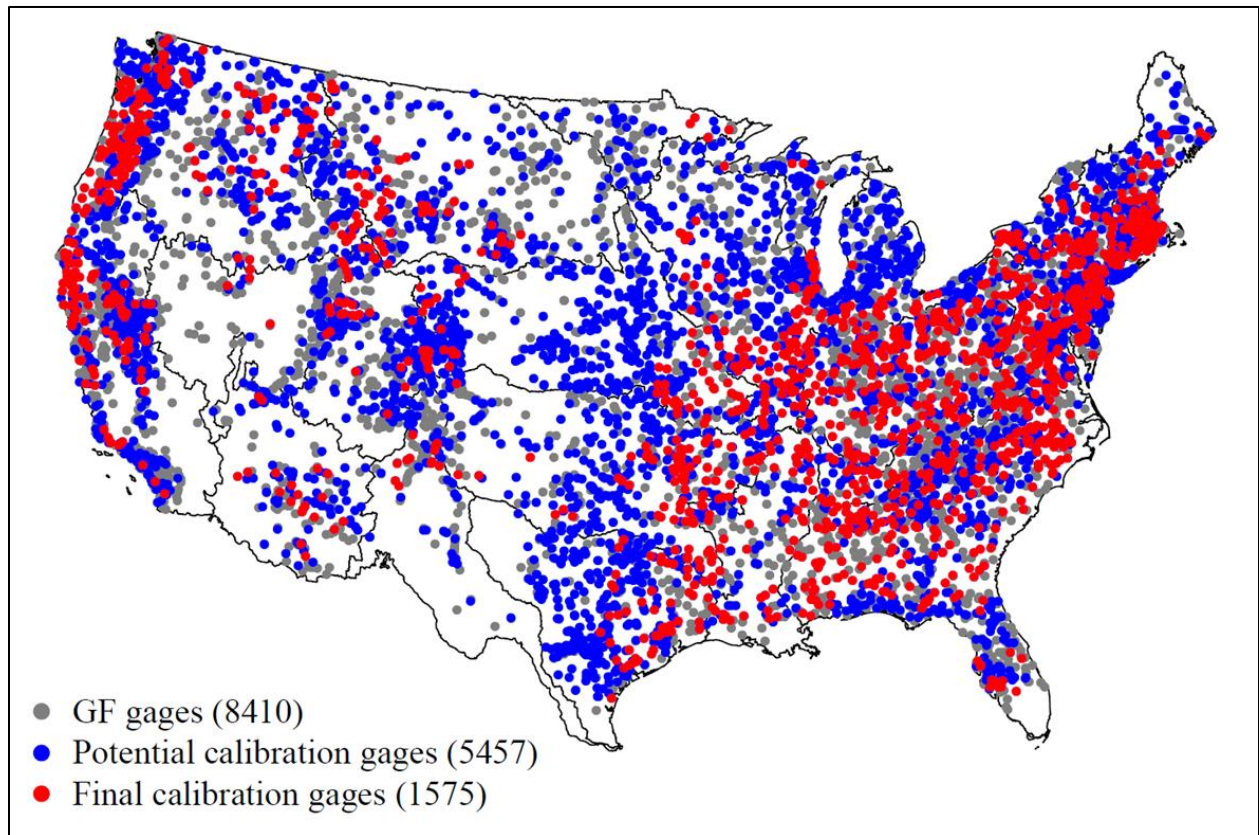 GF gages (8410)
Potential calibration gages (5457)
Final calibration gages (1575)